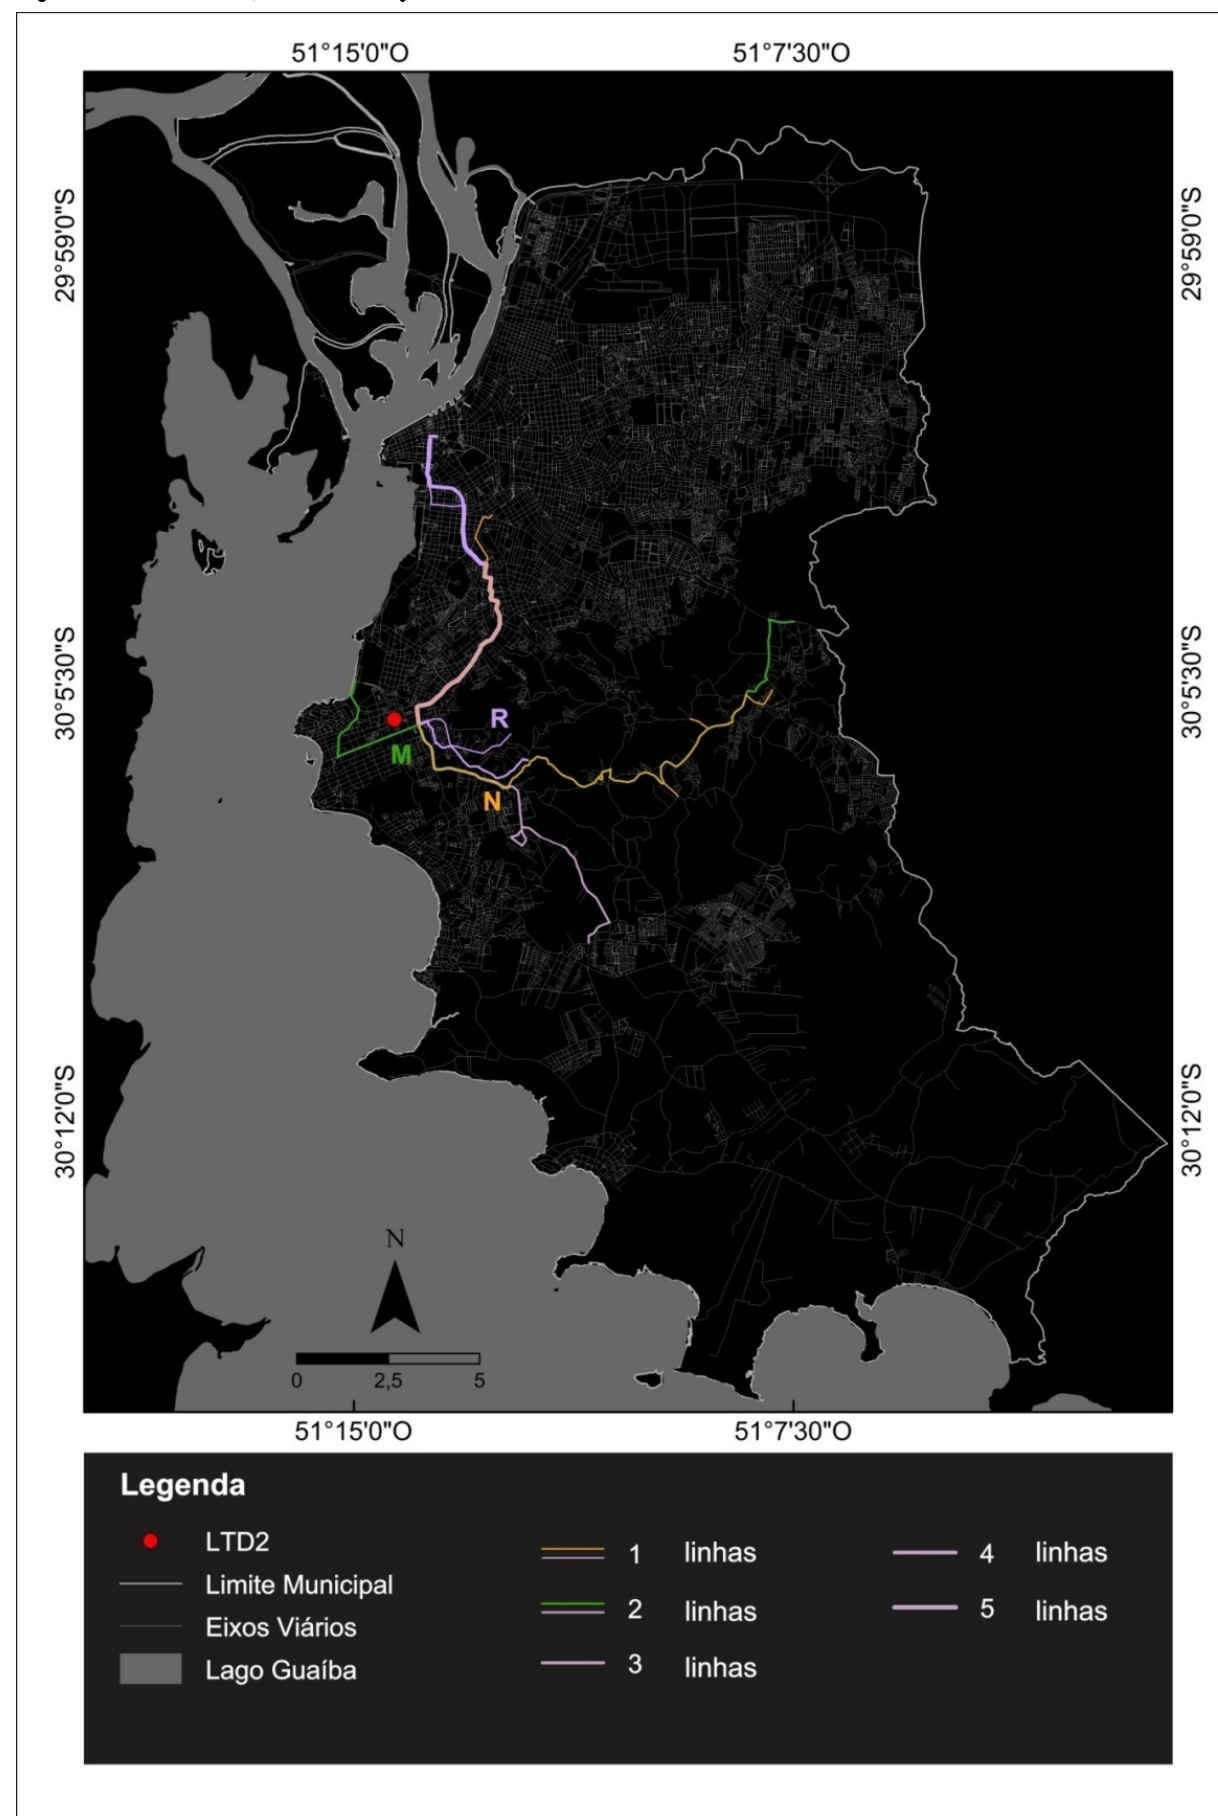 51°15'0"O 51°7'30"O
29°59'0"S 29°59'0"S
30°5'30"S 30°5'30"S
R
M
N
30°12'0"S 30°12'0"S
N
0 2,5 5
51°15'0"O 51°7'30"O
Legenda
LTD2
Limite Municipal
Eixos Viários
Lago Guaíba
1 linhas
2 linhas
3 linhas
4 linhas
5 linhas